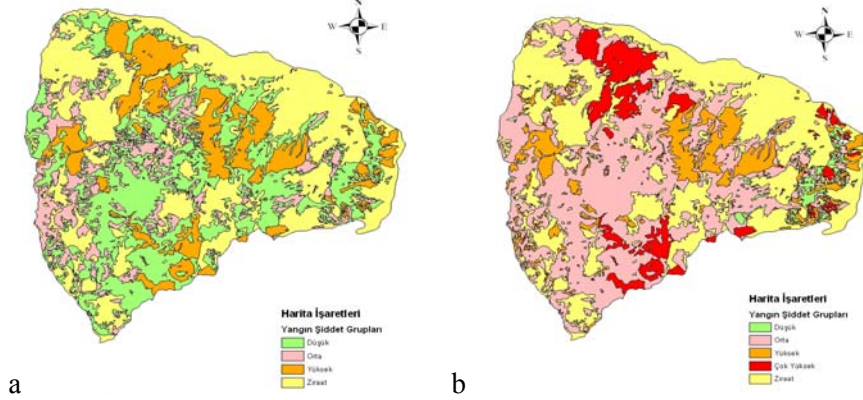 N
W E
S
Harita İşaretleri
Yangın Şiddet Grupları
Düşük
Orta
Yüksek
Ziraat
a
N
W E
S
Harita İşaretleri
Yangın Şiddet Grupları
Düşük
Orta
Yüksek
Çok Yüksek
Ziraat
b